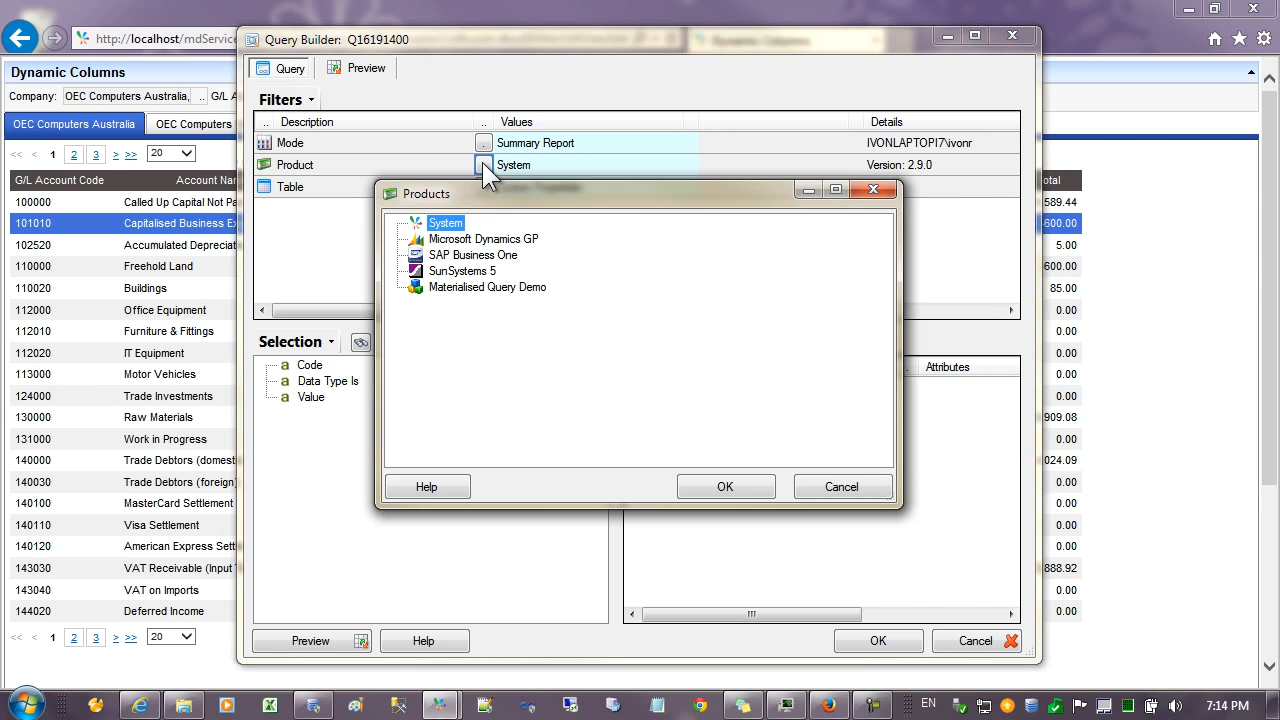 http://localhost/mdService
Query Builder: Q16191400
Dynamic Columns
Company: OEC Computers Australia, .. G/L A
OEC Computers Australia
OEC Computers
<< < 1 2 3 > >> 20
G/L Account Code Account Na
otal
100000 Called Up Capital Not Pa 589.44
101010 Capitalised Business Ex 600.00
102520 Accumulated Depreciat 5.00
110000 Freehold Land 600.00
110020 Buildings 85.00
112000 Office Equipment 0.00
112010 Furniture & Fittings 0.00
112020 IT Equipment 0.00
113000 Motor Vehicles 0.00
124000 Trade Investments 0.00
130000 Raw Materials 909.08
131000 Work in Progress 0.00
140000 Trade Debtors (domest 024.09
140030 Trade Debtors (foreign) 0.00
140100 MasterCard Settlement 0.00
140110 Visa Settlement 0.00
140120 American Express Sett 0.00
143030 VAT Receivable (Input T 888.92
143040 VAT on Imports 0.00
144020 Deferred Income 0.00
<< < 1 2 3 > >> 20
Query
Preview
Filters
.. Description .. Values Details
Mode . Summary Report IVONLAPTOPI7\ivonr
Product System Version: 2.9.0
Table
Selection
Code
Data Type Is
Value
Attributes
Preview
Help
OK
Cancel
Products
System
Microsoft Dynamics GP
SAP Business One
SunSystems 5
Materialised Query Demo
Help
OK
Cancel
EN
7:14 PM